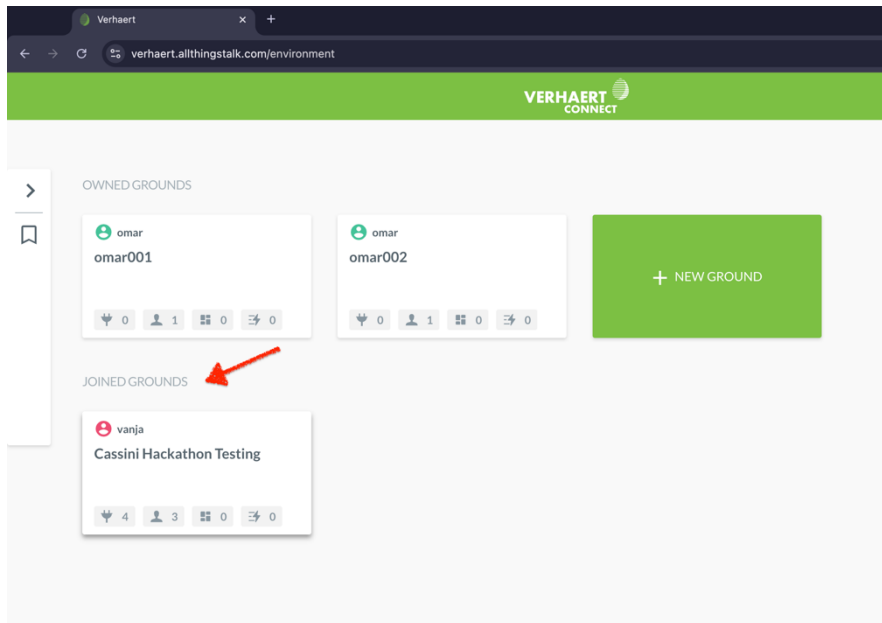 Verhaert
verhaert.allthingstalk.com/environment
VERHAERT
CONNECT
OWNED GROUNDS
omar
omar001
0 1 0 0
omar
omar002
0 1 0 0
+ NEW GROUND
JOINED GROUNDS
vanja
Cassini Hackathon Testing
4 3 0 0